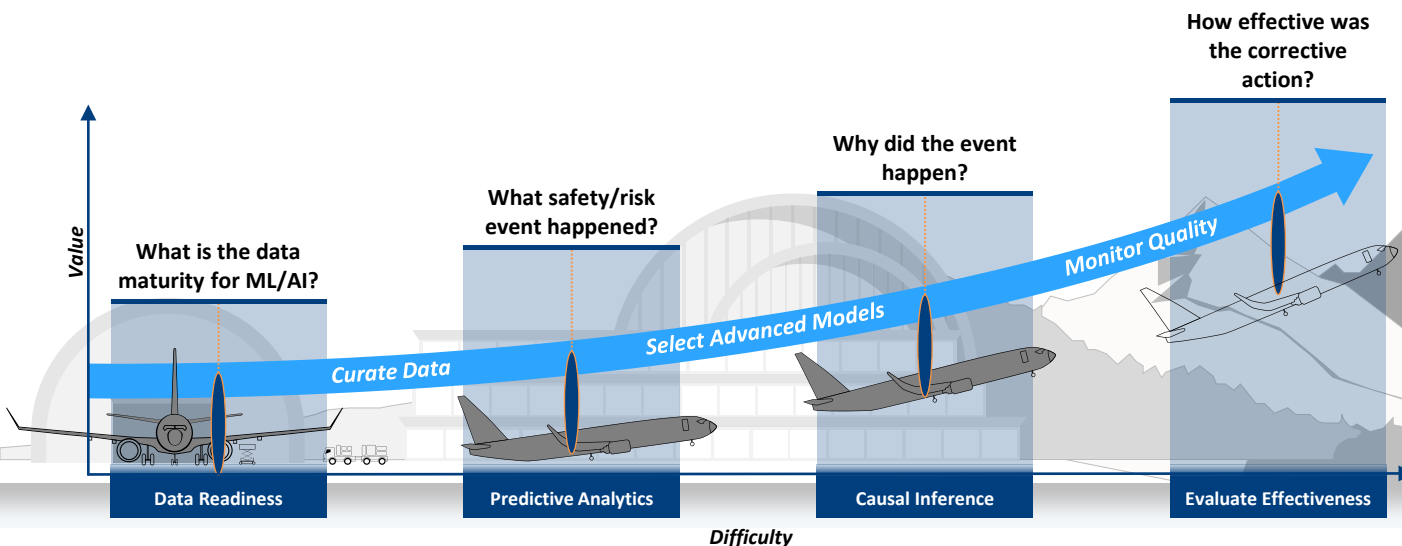 How effective was
the corrective
action?
Why did the event
happen?
What safety/risk
event happened?
What is the data
maturity for ML/AI?
Value
Curate Data
Select Advanced Models
Monitor Quality
Data Readiness
Predictive Analytics
Causal Inference
Evaluate Effectiveness
Difficulty